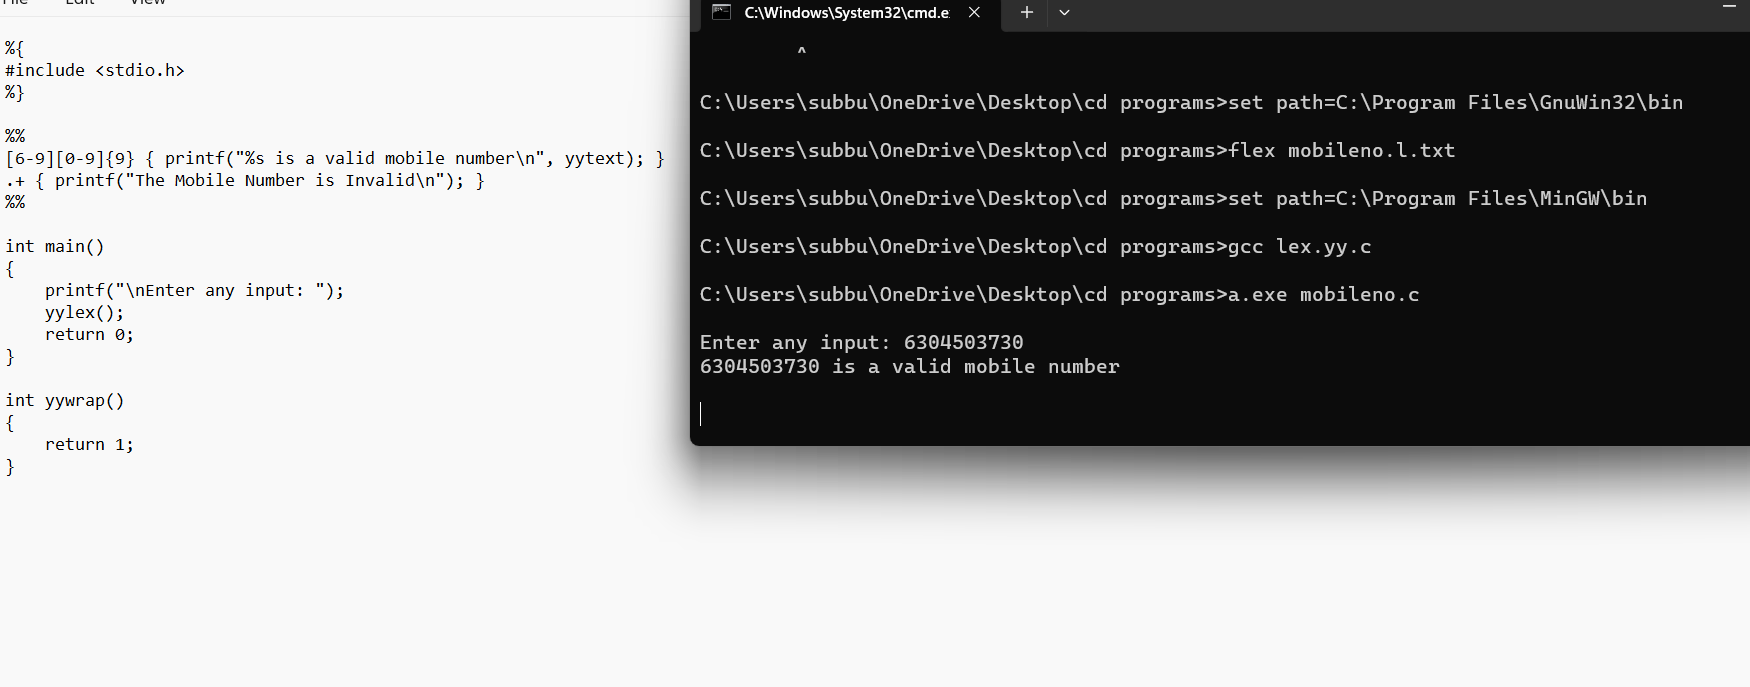 File Edit View
%{
#include <stdio.h>
%}
%%
[6-9][0-9]{9} { printf("%s is a valid mobile number\n", yytext); }
.+ { printf("The Mobile Number is Invalid\n"); }
%%
int main()
{
    printf("\nEnter any input: ");
    yylex();
    return 0;
}
int yywrap()
{
    return 1;
}
C:\Windows\System32\cmd.e
^
C:\Users\subbu\OneDrive\Desktop\cd programs>set path=C:\Program Files\GnuWin32\bin
C:\Users\subbu\OneDrive\Desktop\cd programs>flex mobileno.l.txt
C:\Users\subbu\OneDrive\Desktop\cd programs>set path=C:\Program Files\MinGW\bin
C:\Users\subbu\OneDrive\Desktop\cd programs>gcc lex.yy.c
C:\Users\subbu\OneDrive\Desktop\cd programs>a.exe mobileno.c
Enter any input: 6304503730
6304503730 is a valid mobile number